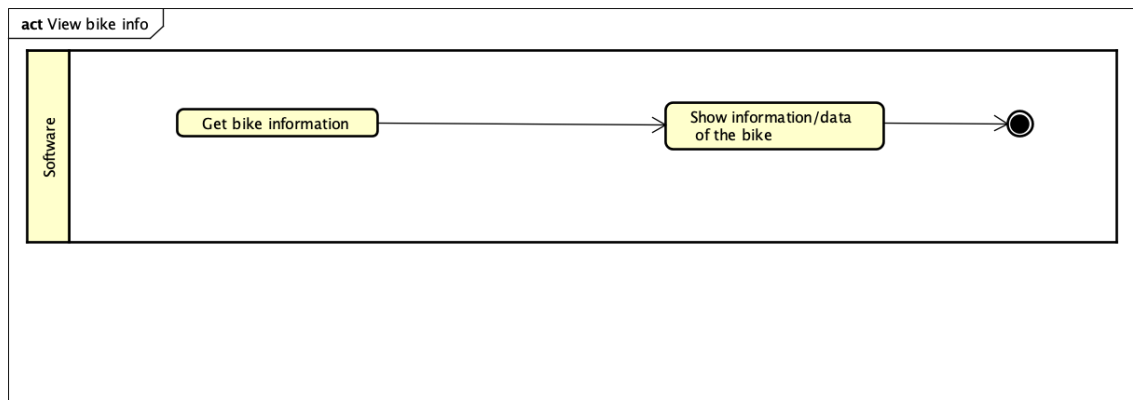 act View bike info
Software
Get bike information
Show information/data
of the bike